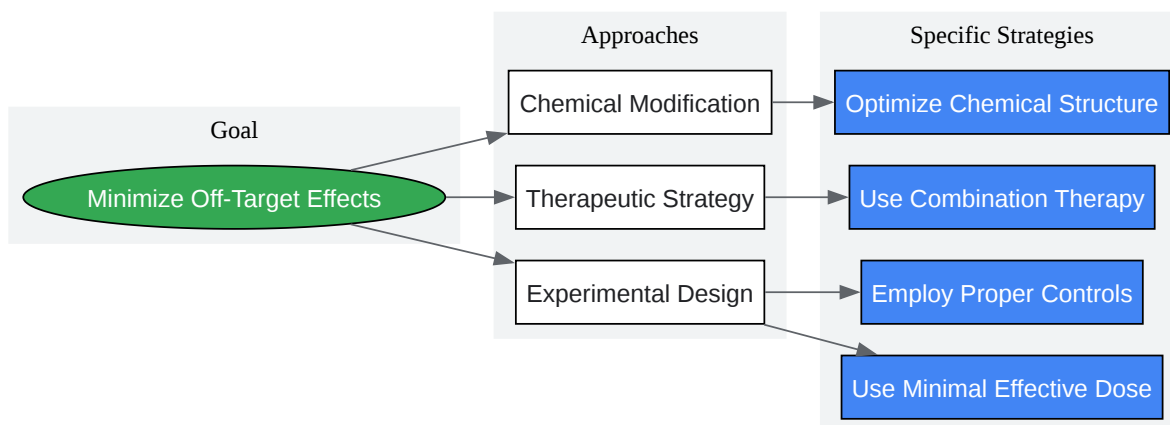 Goal
Minimize Off-Target Effects
Approaches
Chemical Modification
Therapeutic Strategy
Experimental Design
Specific Strategies
Optimize Chemical Structure
Use Combination Therapy
Employ Proper Controls
Use Minimal Effective Dose